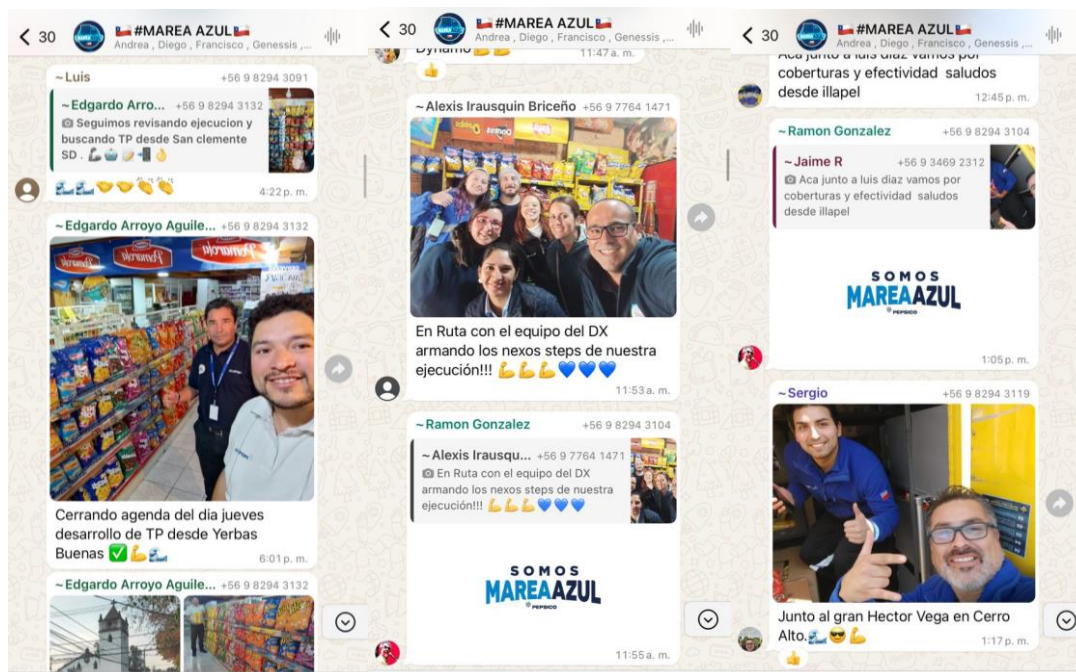 30
#MAREA AZUL
Andrea , Diego , Francisco , Genessis ,...
~Luis +56 9 8294 3091
~Edgardo Arro... +56 9 8294 3132
Seguimos revisando ejecucion y
buscando TP desde San clemente
SD .
4:22 p. m.
~Edgardo Arroyo Aguile... +56 9 8294 3132
Cerrando agenda del dia jueves
desarrollo de TP desde Yerbas
Buenas
6:01 p. m.
~Edgardo Arroyo Aguile... +56 9 8294 3132
30
#MAREA AZUL
Andrea , Diego , Francisco , Genessis ,...
Dynamo
11:47 a. m.
~Alexis Irausquin Briceño +56 9 7764 1471
En Ruta con el equipo del DX
armando los nexos steps de nuestra
ejecución!!!
11:53 a. m.
~Ramon Gonzalez +56 9 8294 3104
~Alexis Irausqu... +56 9 7764 1471
En Ruta con el equipo del DX
armando los nexos steps de nuestra
ejecución!!!
SOMOS
MAREAAZUL
PEPSICO
11:55 a. m.
30
#MAREA AZUL
Andrea , Diego , Francisco , Genessis ,...
Aca junto a luis diaz vamos por
coberturas y efectividad saludos
desde illapel
12:45 p. m.
~Ramon Gonzalez +56 9 8294 3104
~Jaime R +56 9 3469 2312
Aca junto a luis diaz vamos por
coberturas y efectividad saludos
desde illapel
SOMOS
MAREAAZUL
PEPSICO
1:05 p. m.
~Sergio +56 9 8294 3119
Junto al gran Hector Vega en Cerro
Alto.
1:17 p. m.